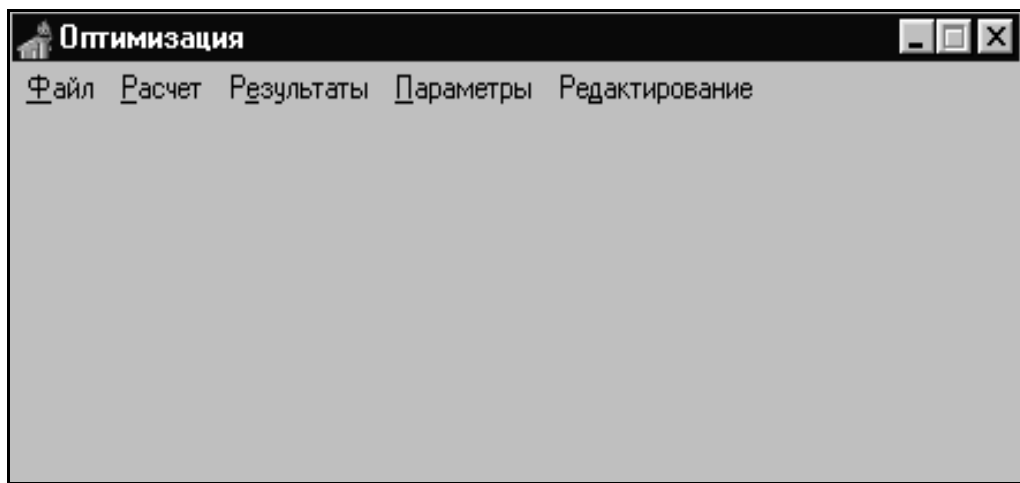 Оптимизация
Файл Расчет Результаты Параметры Редактирование